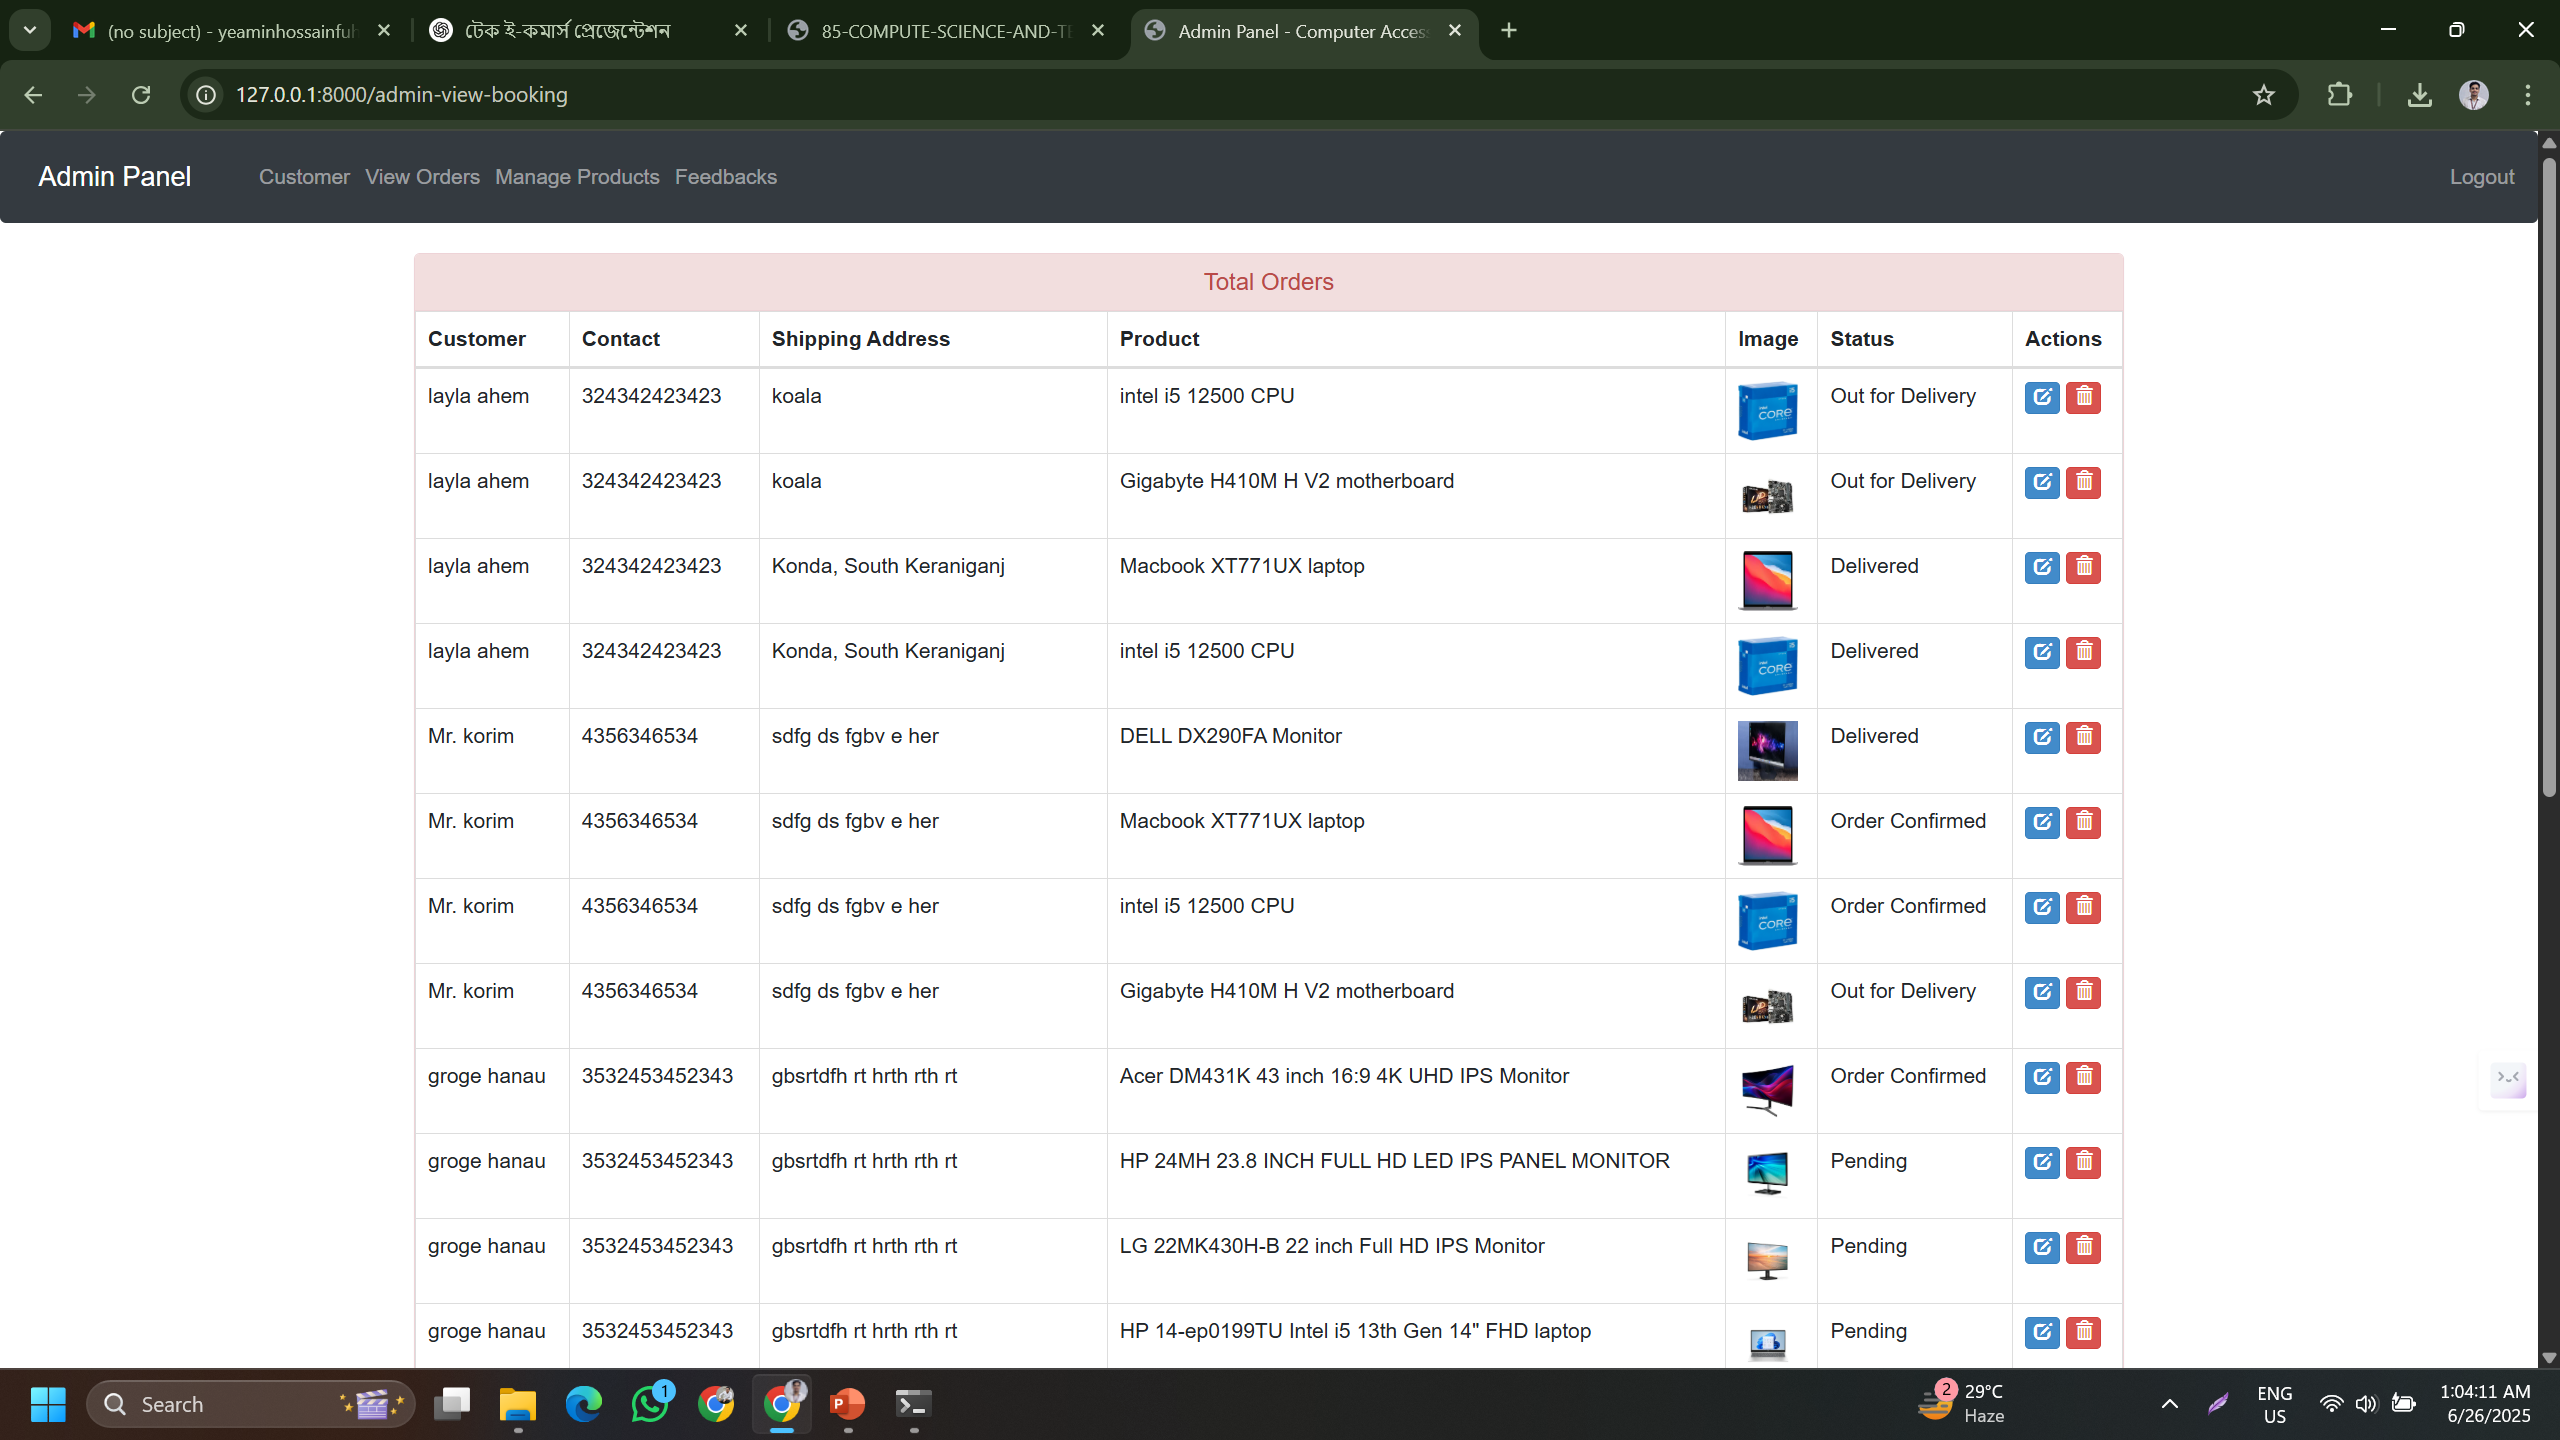 (no subject) - yeaminhossainfuh
টেক ই-কমার্স প্রেজেন্টেশন
85-COMPUTE-SCIENCE-AND-TE
Admin Panel - Computer Acces
127.0.0.1:8000/admin-view-booking
Admin Panel Customer View Orders Manage Products Feedbacks Logout
Total Orders
Customer Contact Shipping Address Product Image Status Actions
layla ahem 324342423423 koala intel i5 12500 CPU Out for Delivery
layla ahem 324342423423 koala Gigabyte H410M H V2 motherboard Out for Delivery
layla ahem 324342423423 Konda, South Keraniganj Macbook XT771UX laptop Delivered
layla ahem 324342423423 Konda, South Keraniganj intel i5 12500 CPU Delivered
Mr. korim 4356346534 sdfg ds fgbv e her DELL DX290FA Monitor Delivered
Mr. korim 4356346534 sdfg ds fgbv e her Macbook XT771UX laptop Order Confirmed
Mr. korim 4356346534 sdfg ds fgbv e her intel i5 12500 CPU Order Confirmed
Mr. korim 4356346534 sdfg ds fgbv e her Gigabyte H410M H V2 motherboard Out for Delivery
groge hanau 3532453452343 gbsrtdfh rt hrth rth rt Acer DM431K 43 inch 16:9 4K UHD IPS Monitor Order Confirmed
groge hanau 3532453452343 gbsrtdfh rt hrth rth rt HP 24MH 23.8 INCH FULL HD LED IPS PANEL MONITOR Pending
groge hanau 3532453452343 gbsrtdfh rt hrth rth rt LG 22MK430H-B 22 inch Full HD IPS Monitor Pending
groge hanau 3532453452343 gbsrtdfh rt hrth rth rt HP 14-ep0199TU Intel i5 13th Gen 14" FHD laptop Pending
Search
1
2
29°C
Haze
ENG
US
1:04:11 AM
6/26/2025